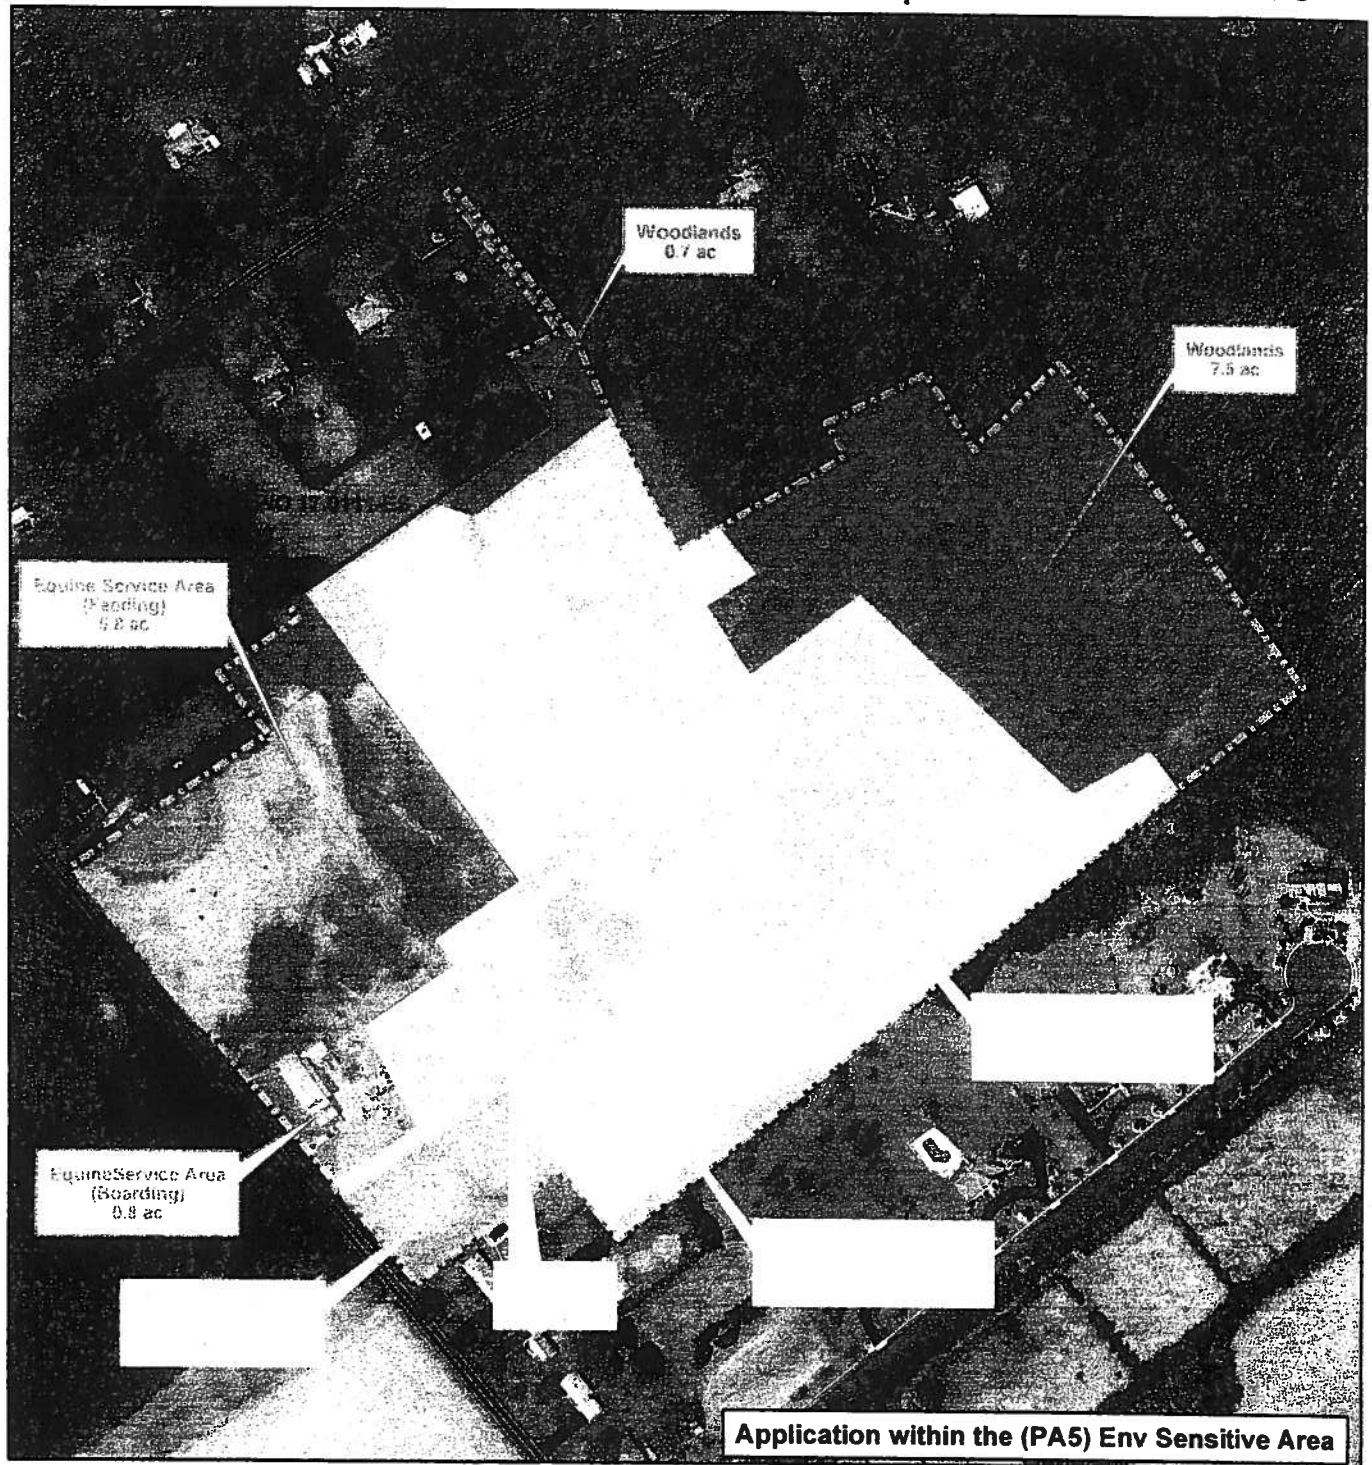 Woodlands
0.7 ac
Woodlands
7.5 ac
Equine Service Area
(Feeding)
ac
EquineService Area
(Boarding)
0.8 ac
Application within the (PA5) Env Sensitive Area